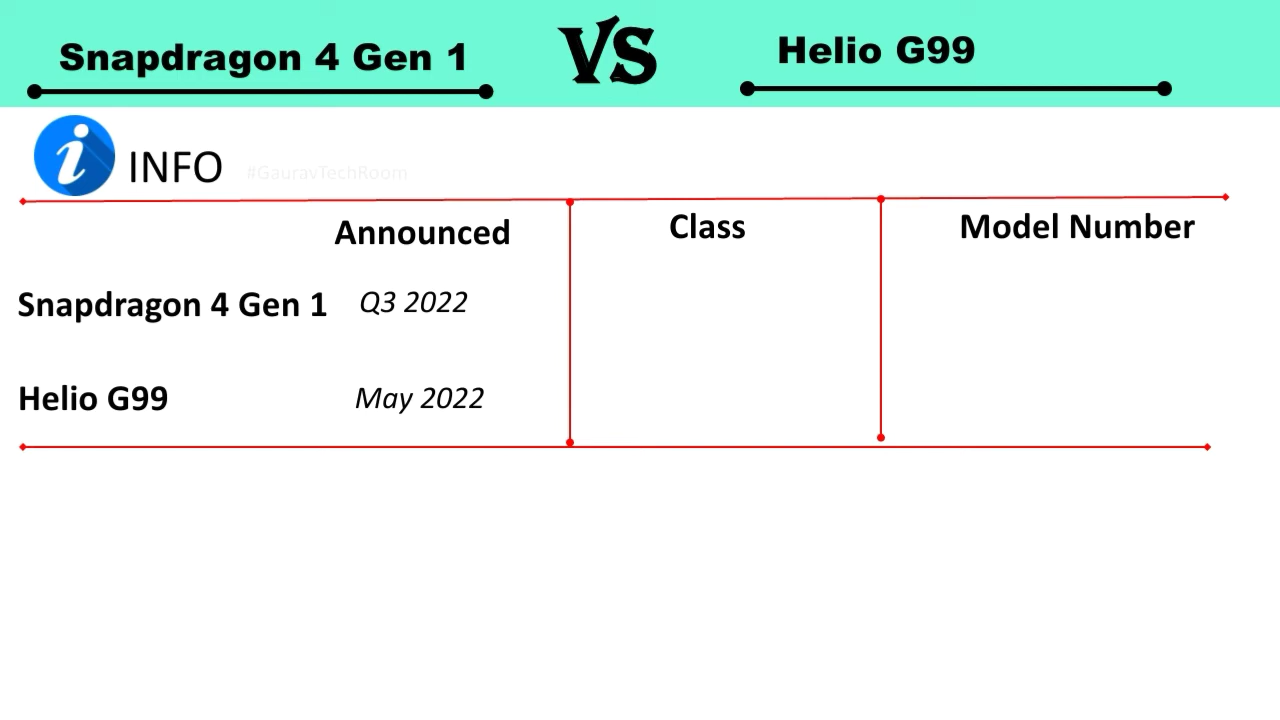 Snapdragon 4 Gen 1 VS Helio G99
INFO #GauravTechRoom
Announced Class Model Number
Snapdragon 4 Gen 1 Q3 2022
Helio G99 May 2022